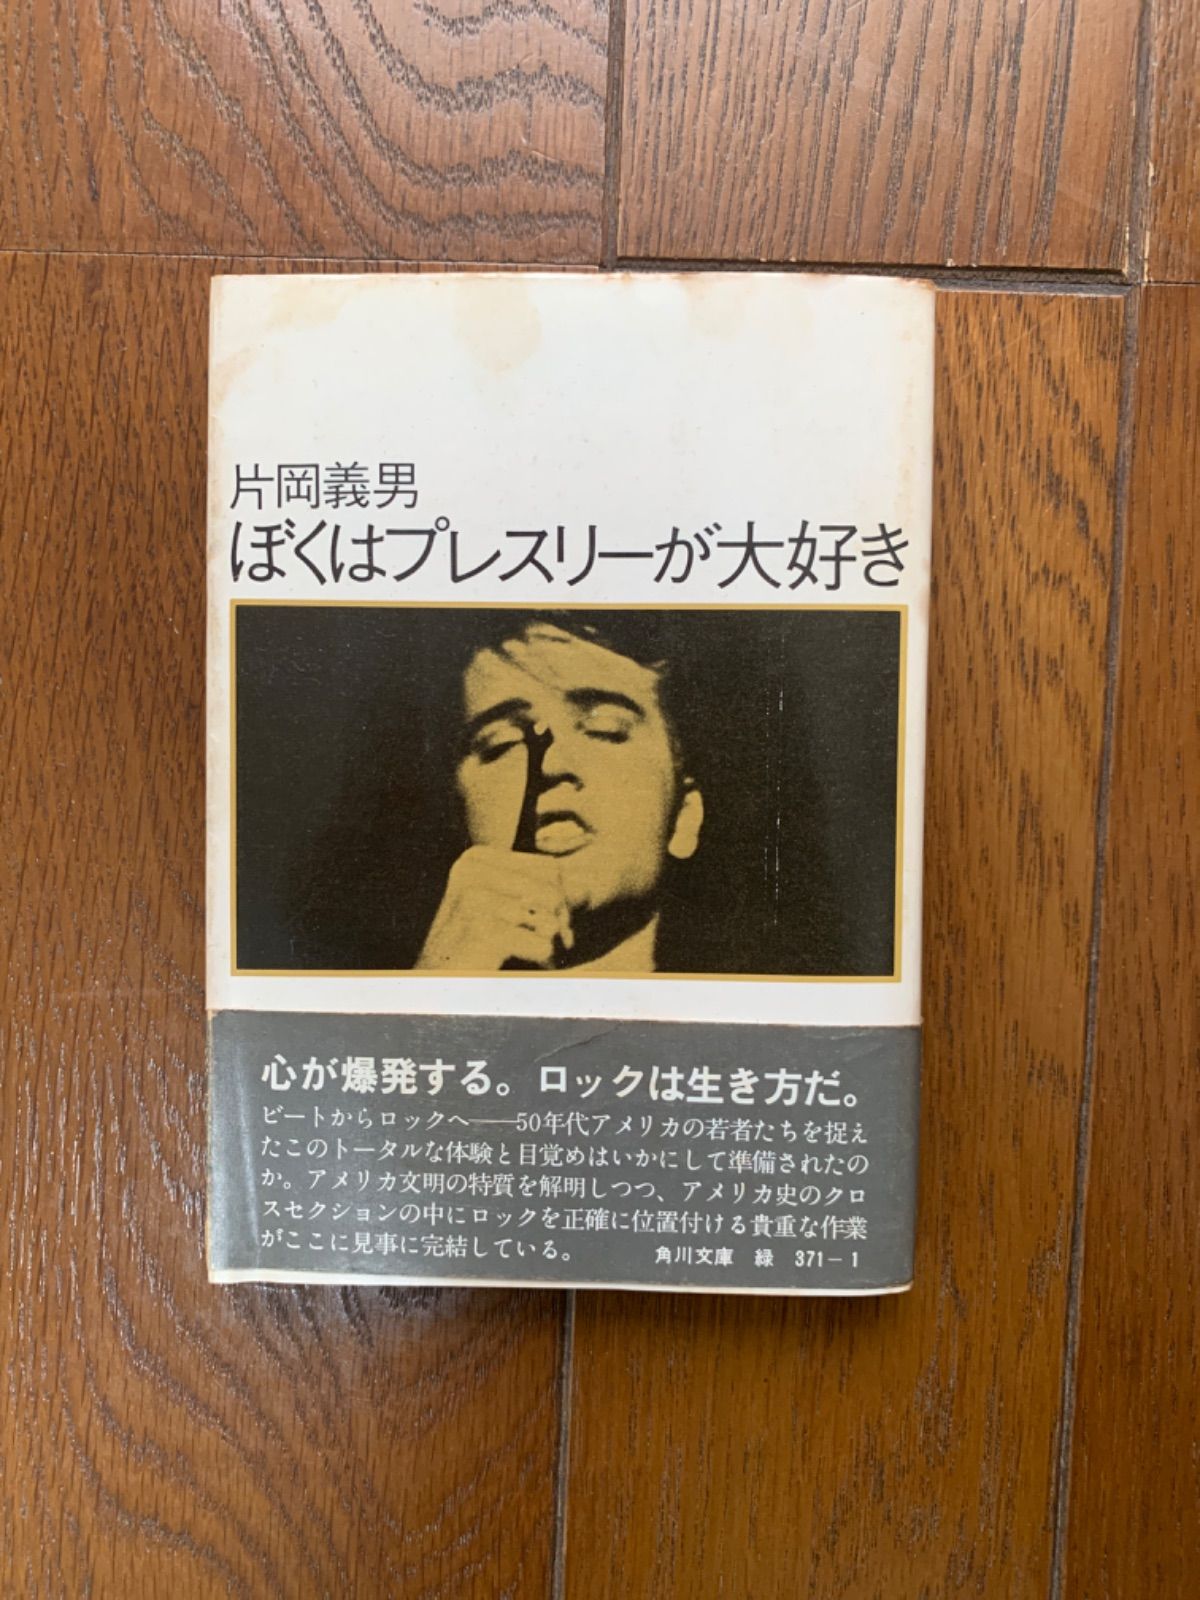 片岡義男
ぼくはプレスリーが大好き
心が爆発する。ロックは生き方だ。
ビートからロックへ——50年代アメリカの若者たちを捉え
たこのトータルな体験と目覚めはいかにして準備されたの
か。アメリカ文明の特質を解明しつつ、アメリカ史のクロ
スセクションの中にロックを正確に位置付ける貴重な作業
がここに見事に完結している。 角川文庫 緑 371-1